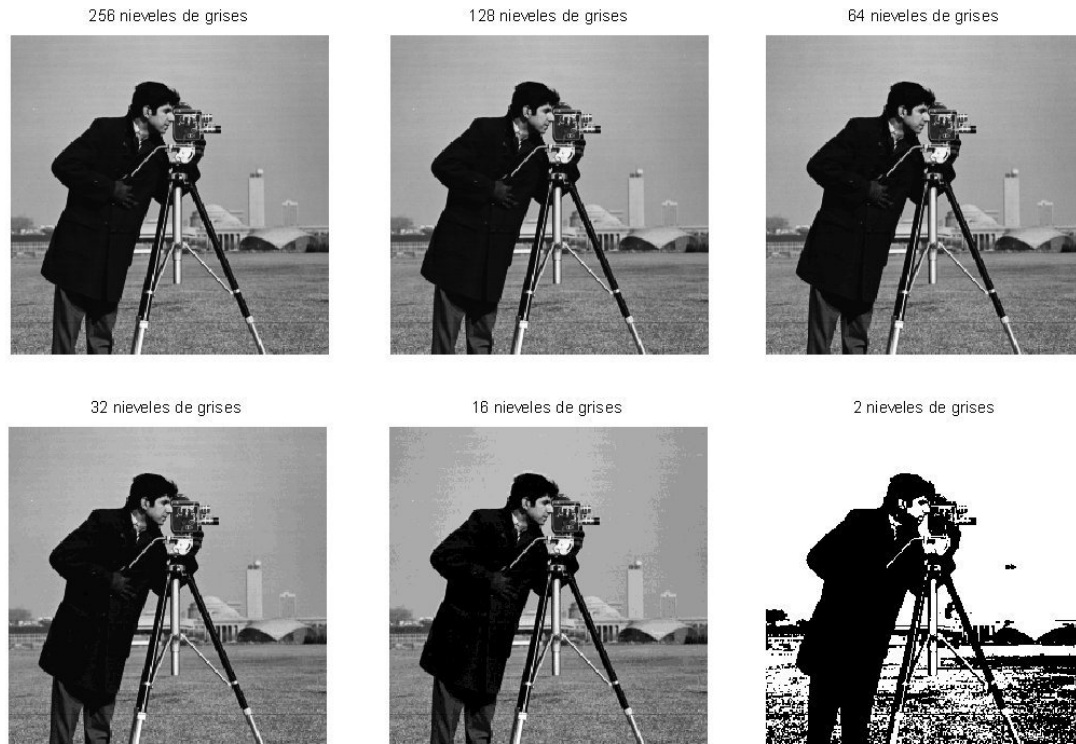 256 nieveles de grises
128 nieveles de grises
64 nieveles de grises
32 nieveles de grises
16 nieveles de grises
2 nieveles de grises